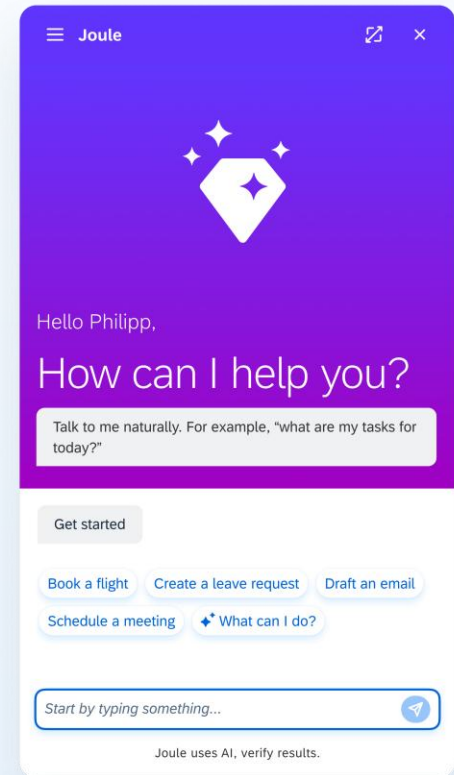 Joule
Hello Philipp,
How can I help you?
Talk to me naturally. For example, “what are my tasks for
today?”
Get started
Book a flight
Create a leave request
Draft an email
Schedule a meeting
What can I do?
Start by typing something...
Joule uses AI, verify results.